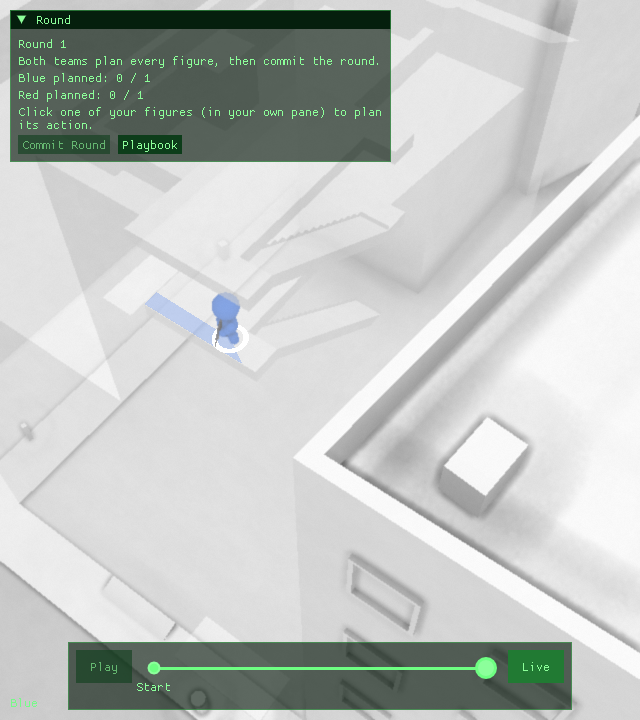 Round
Round 1
Both teams plan every figure, then commit the round.
Blue planned: 0 / 1
Red planned: 0 / 1
Click one of your figures (in your own pane) to plan
its action.
Commit Round
Playbook
Play
Live
Start